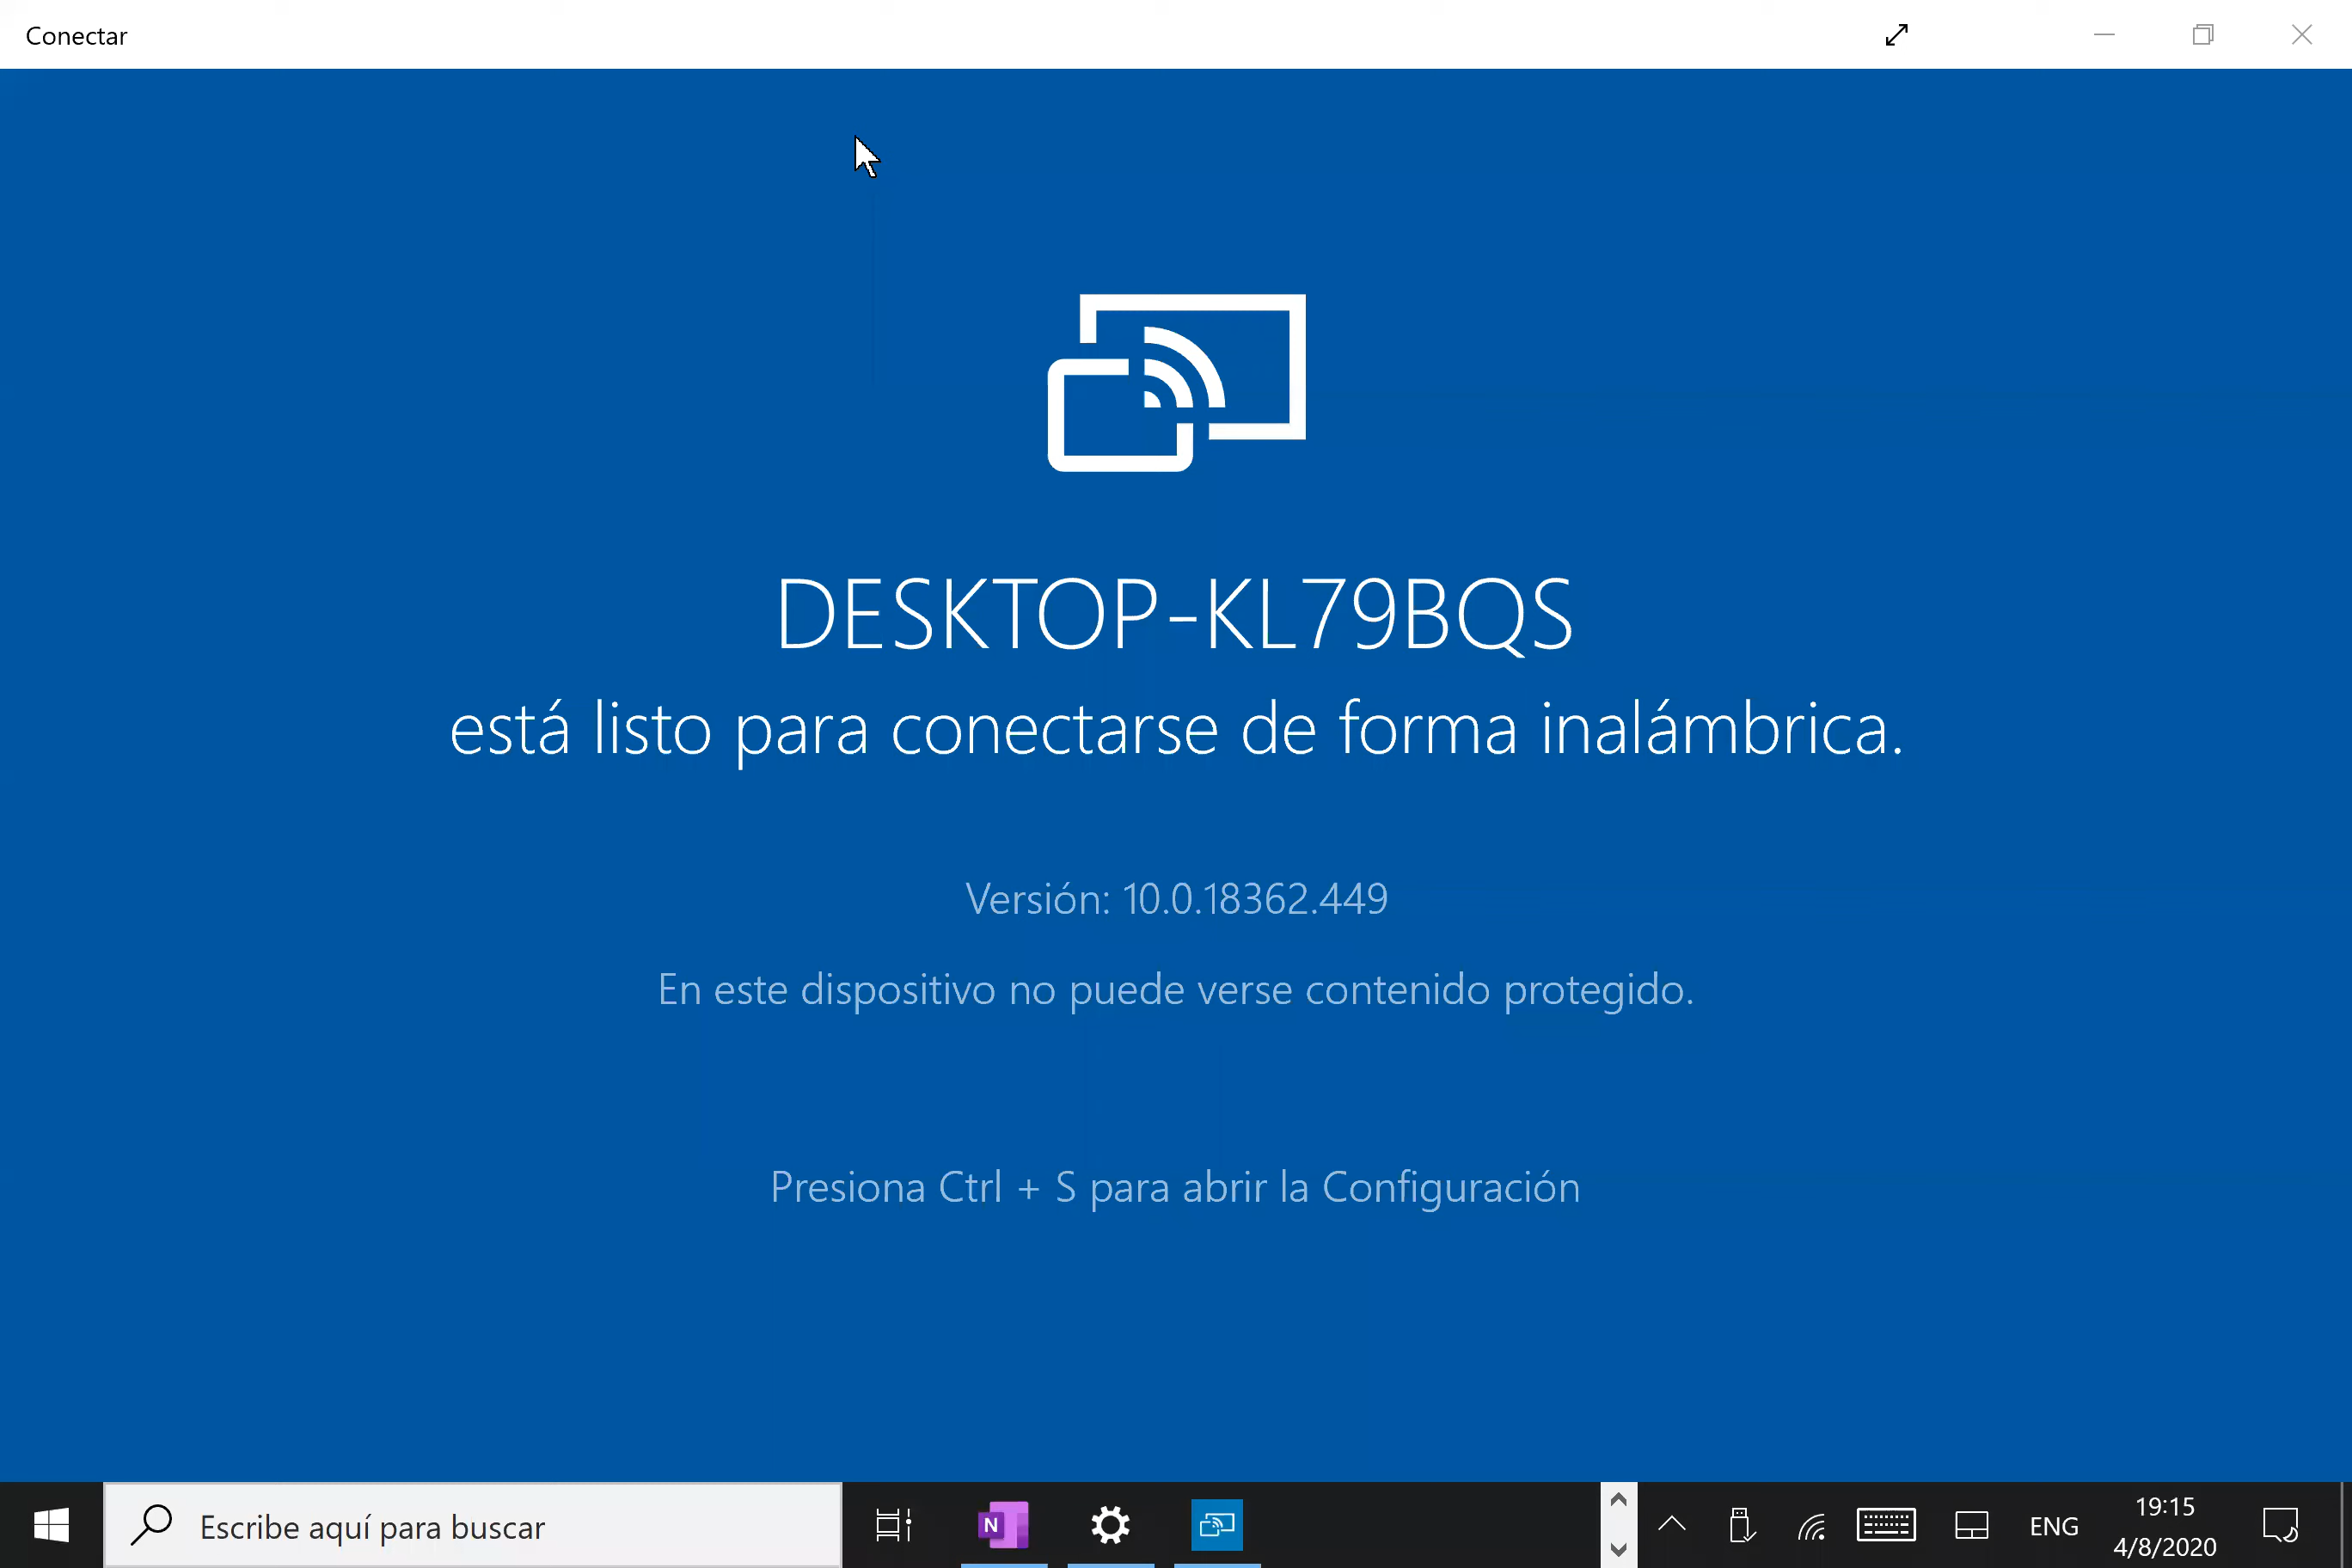 Conectar
DESKTOP-KL79BQS
está listo para conectarse de forma inalámbrica.
Versión: 10.0.18362.449
En este dispositivo no puede verse contenido protegido.
Presiona Ctrl + S para abrir la Configuración
Escribe aquí para buscar
N
ENG
19:15
4/8/2020